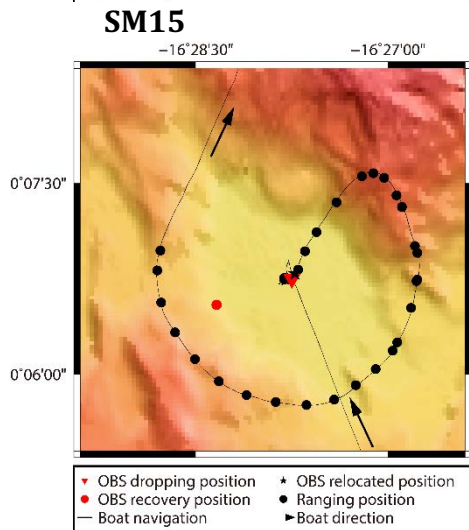 SM15
−16°28'30" −16°27'00"
0°07'30"
0°06'00"
OBS dropping position OBS relocated position
OBS recovery position Ranging position
Boat navigation Boat direction